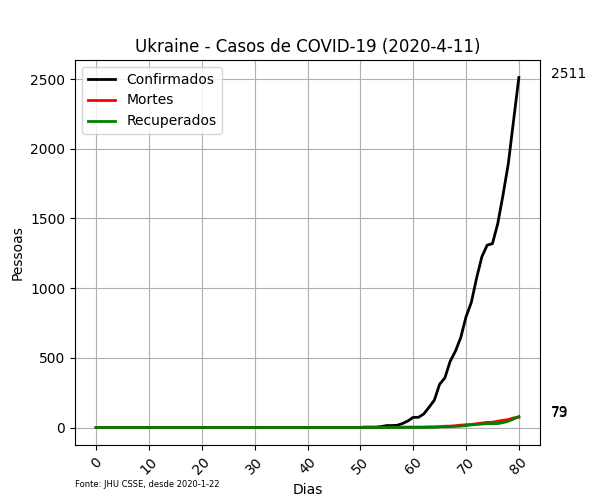 Ukraine - Casos de COVID-19 (2020-4-11)
Confirmados
Mortes
Recuperados
2511
2500
2000
1500
1000
500
0
Pessoas
0 10 20 30 40 50 60 70 80
Dias
Fonte: JHU CSSE, desde 2020-1-22